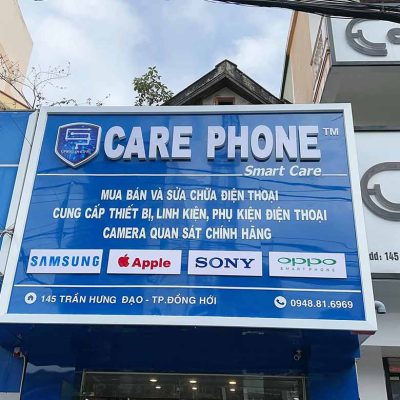 CARE PHONE™
Smart Care
MUA BÁN VÀ SỬA CHỮA ĐIỆN THOẠI
CUNG CẤP THIẾT BỊ, LINH KIỆN, PHỤ KIỆN ĐIỆN THOẠI
CAMERA QUAN SÁT CHÍNH HÃNG
SAMSUNG Apple SONY oppo
SMARTPHONE
145 TRẦN HƯNG ĐẠO - TP.ĐỒNG HỚI 0948.81.6969
145